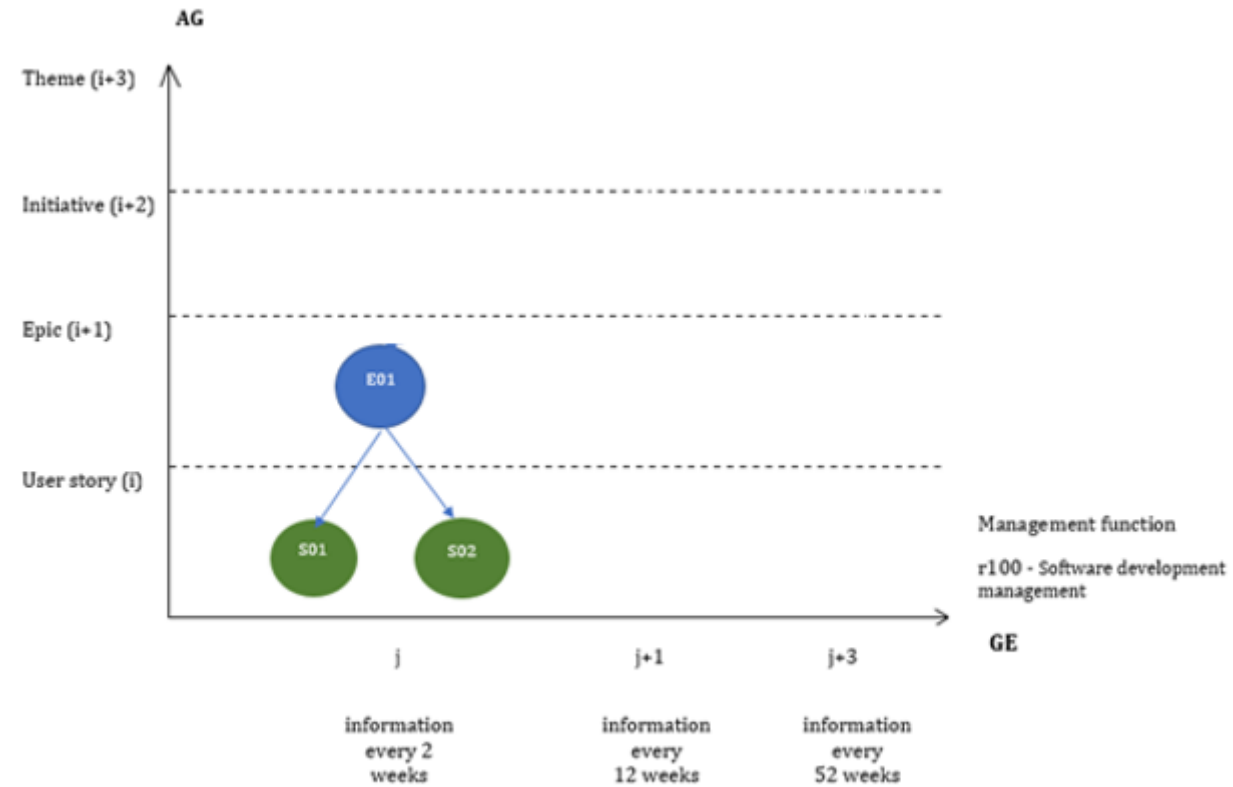 AG
Theme (i+3)
Initiative (i+2)
Epic (i+1)
E01
User story (i)
S01
S02
Management function
r100 - Software development
management
GE
j
j+1
j+3
information
every 2
weeks
information
every
12 weeks
information
every
52 weeks